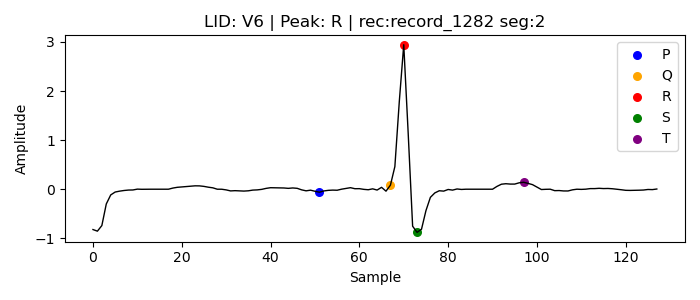 LID: V6 | Peak: R | rec:record_1282 seg:2
Amplitude
3
2
1
0
−1
P
Q
R
S
T
0 20 40 60 80 100 120
Sample